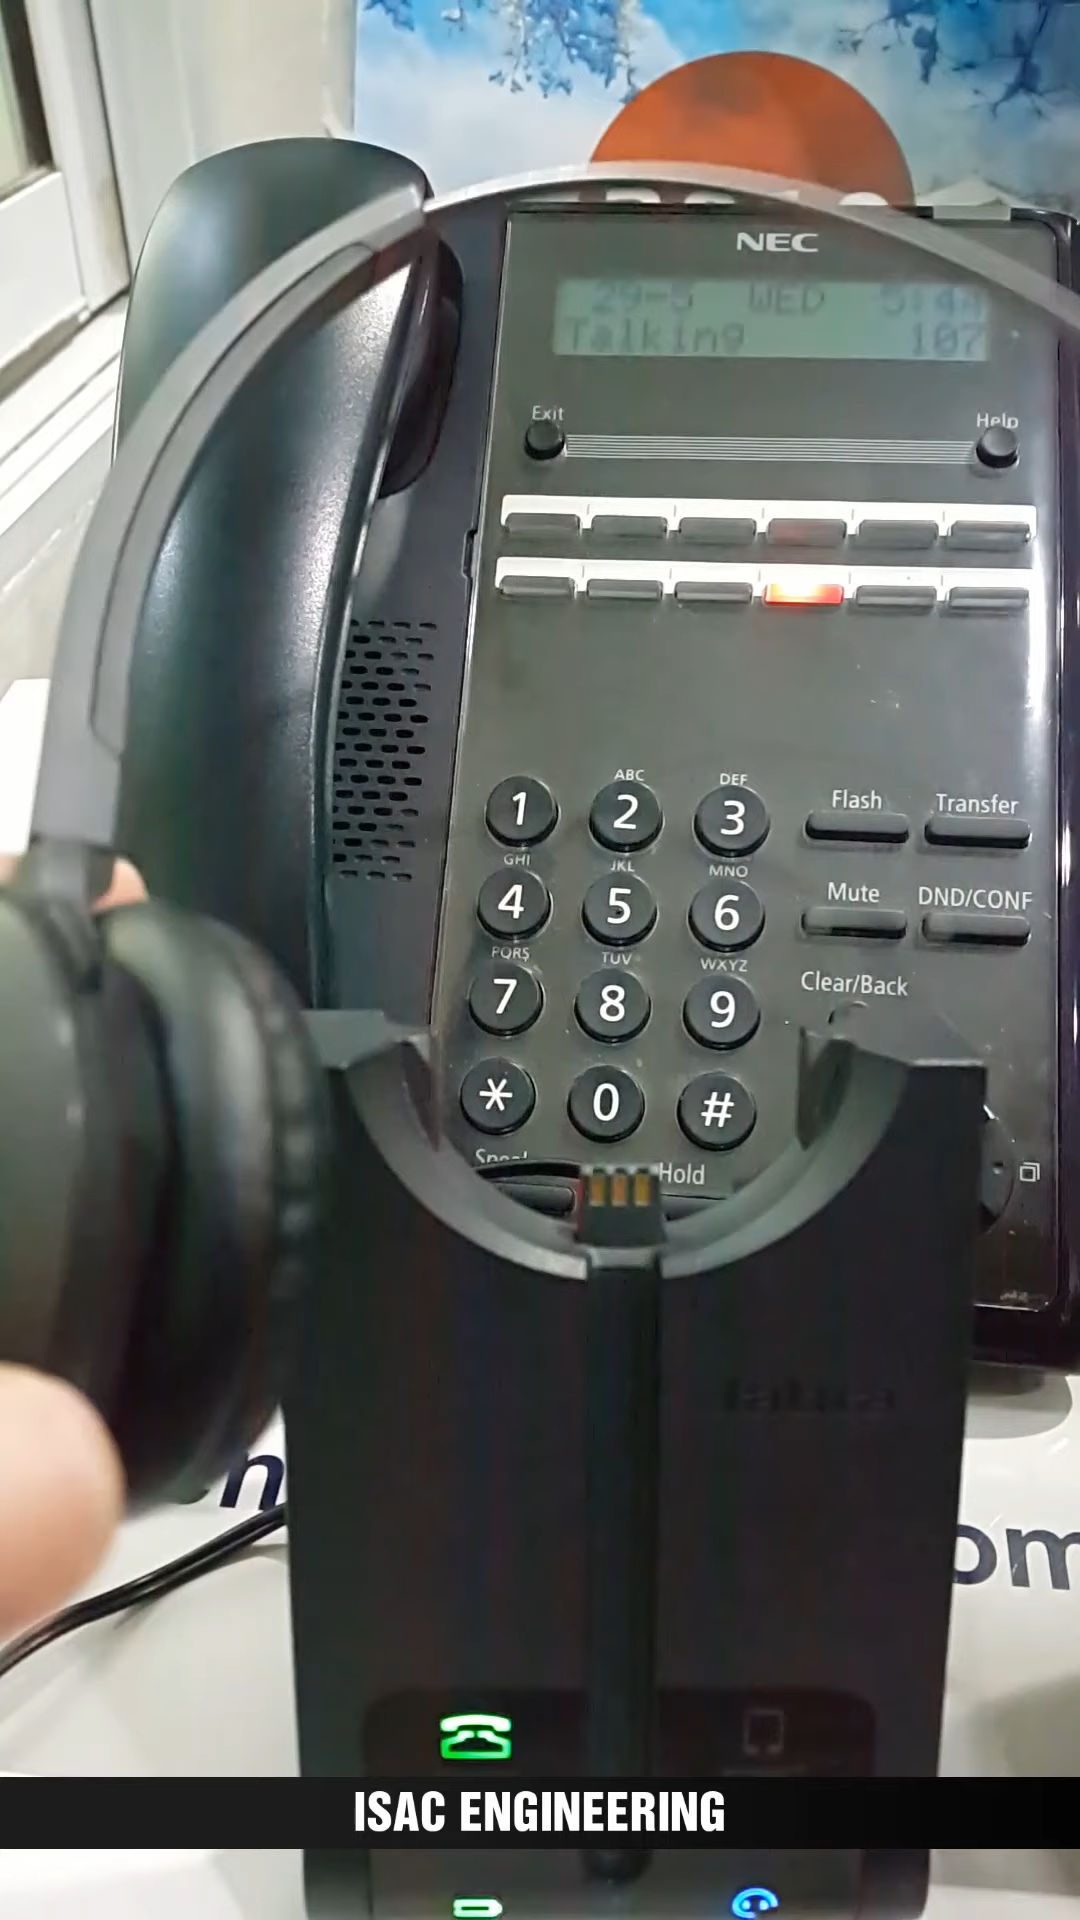 NEC
29-5 WED 5:44
Talking 107
Exit
Help
ABC
DEF
1
2
3
Flash
Transfer
GHI
JKL
MNO
4
5
6
Mute
DND/CONF
PQRS
TUV
WXYZ
7
8
9
Clear/Back
*
0
#
Hold
Jabra
om
ISAC ENGINEERING